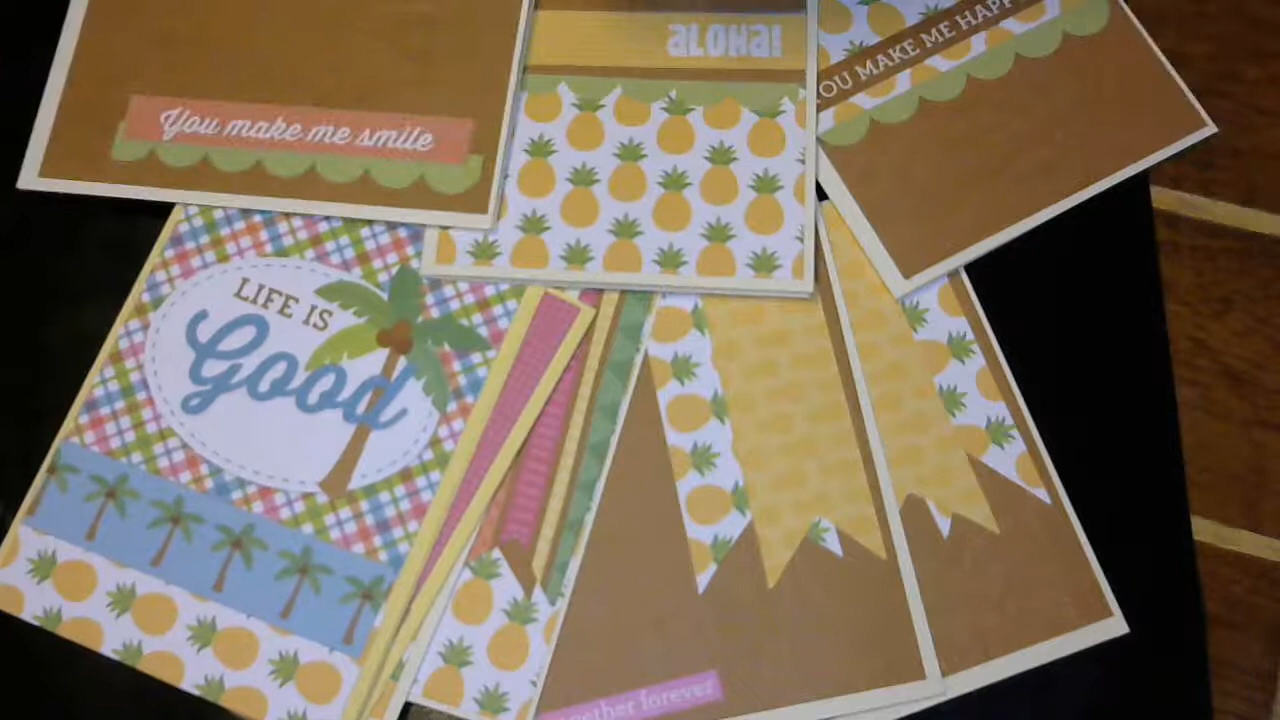 aloha!
YOU MAKE ME HAPP
You make me smile
LIFE IS
Good
together forever